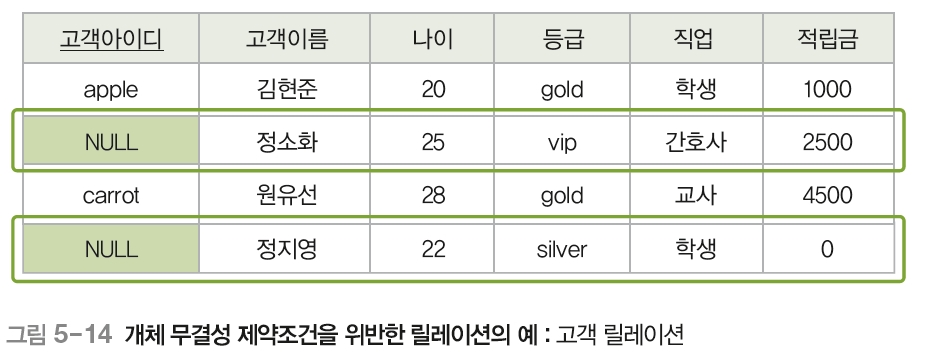 고객아이디 고객이름 나이 등급 직업 적립금
apple 김현준 20 gold 학생 1000
NULL 정소화 25 vip 간호사 2500
carrot 원유선 28 gold 교사 4500
NULL 정지영 22 silver 학생 0
그림 5-14 개체 무결성 제약조건을 위반한 릴레이션의 예 : 고객 릴레이션